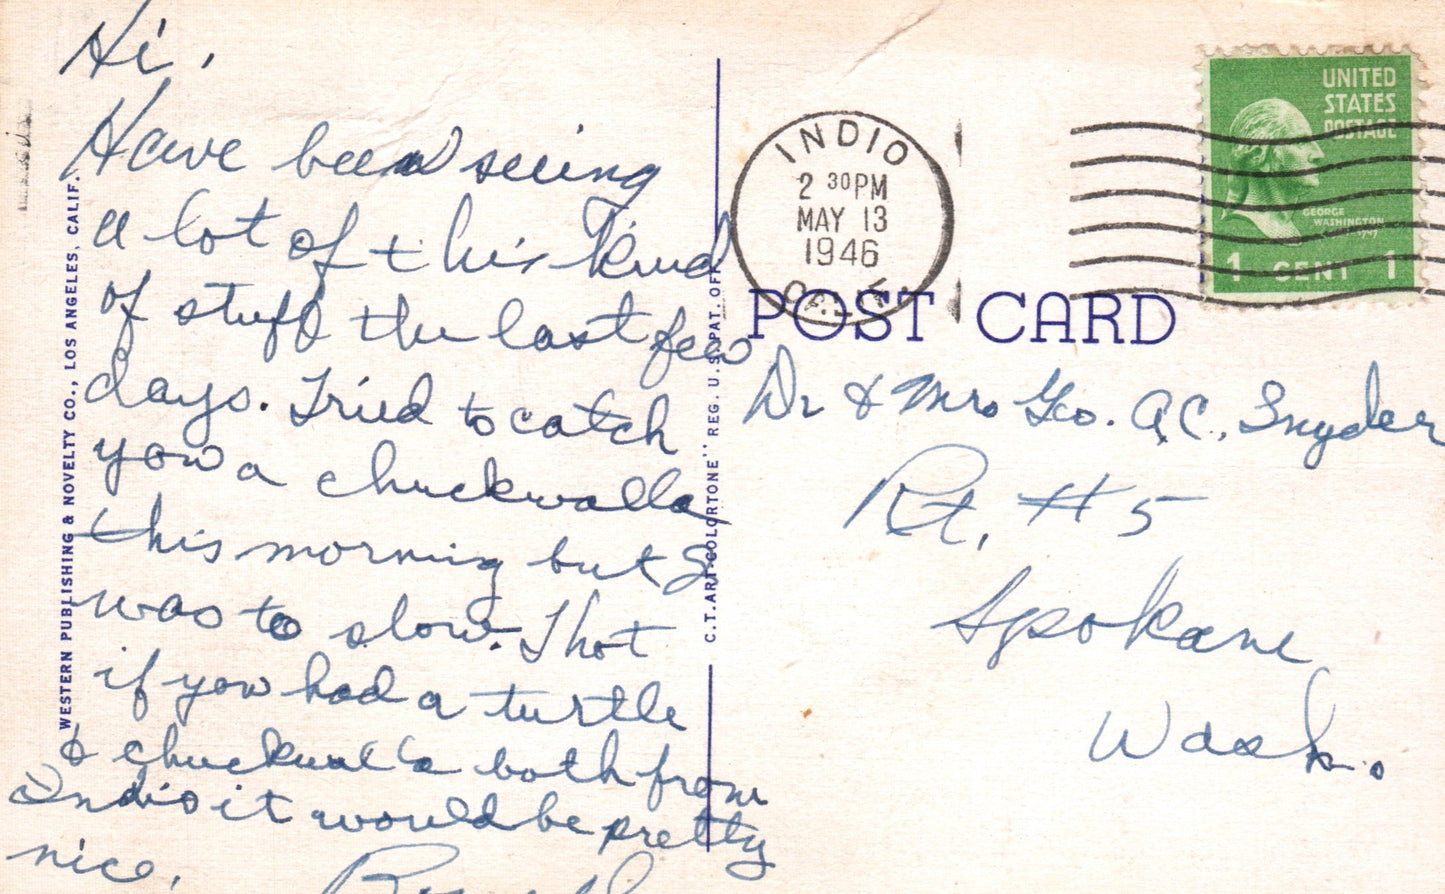 Hi,
Have been seeing
a lot of this kind
of stuff the last few
days. Tried to catch
you a chuckwalla
this morning but I
was to slow. Thot
if you had a turtle
& chuckwalla both from
Indio it would be pretty
nice.
WESTERN PUBLISHING & NOVELTY CO., LOS ANGELES, CALIF.
C.T. ART-COLORTONE" REG. U.S. PAT. OFF.
INDIO
2 30PM
MAY 13
1946
CALIF.
UNITED
STATES
POSTAGE
GEORGE
WASHINGTON
1 CENT 1
POST CARD
Dr & Mrs Geo. A.C. Snyder
Rt. # 5
Spokane
Wash.